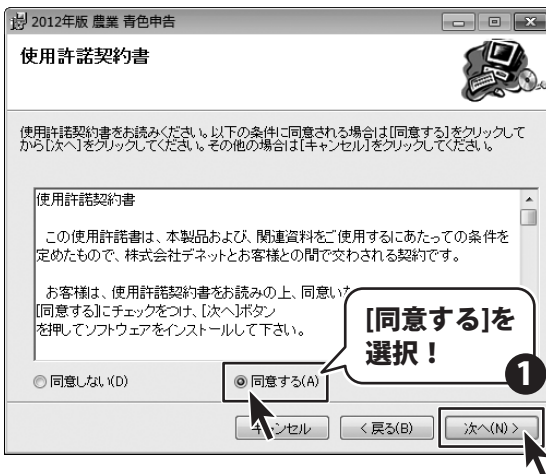 2012年版 農業 青色申告
使用許諾契約書
使用許諾契約書をお読みください。以下の条件に同意される場合は[同意する]をクリックして
から[次へ]をクリックしてください。その他の場合は[キャンセル]をクリックしてください。
使用許諾契約書
この使用許諾書は、本製品および、関連資料をご使用するにあたっての条件を
定めたもので、株式会社デネットとお客様との間で交わされる契約です。
お客様は、使用許諾契約書をお読みの上、同意い
[同意する]にチェックをつけ、[次へ]ボタン
を押してソフトウェアをインストールして下さい。
[同意する]を
選択！
1
同意しない(D) 同意する(A)
キャンセル < 戻る(B) 次へ(N) >